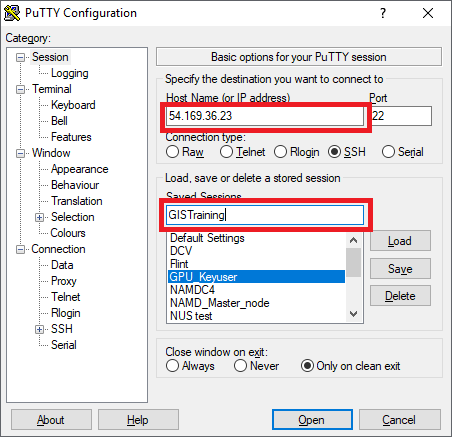 PuTTY Configuration
Category:
Session
Logging
Terminal
Keyboard
Bell
Features
Window
Appearance
Behaviour
Translation
Selection
Colours
Connection
Data
Proxy
Telnet
Rlogin
SSH
Serial
Basic options for your PuTTY session
Specify the destination you want to connect to
Host Name (or IP address) Port
54.169.36.23 22
Connection type:
Raw Telnet Rlogin SSH Serial
Load, save or delete a stored session
Saved Sessions
GISTraining
Default Settings
DCV
Flint
GPU_Keyuser
NAMDC4
NAMD_Master_node
NUS test
Load
Save
Delete
Close window on exit:
Always Never Only on clean exit
About Help Open Cancel